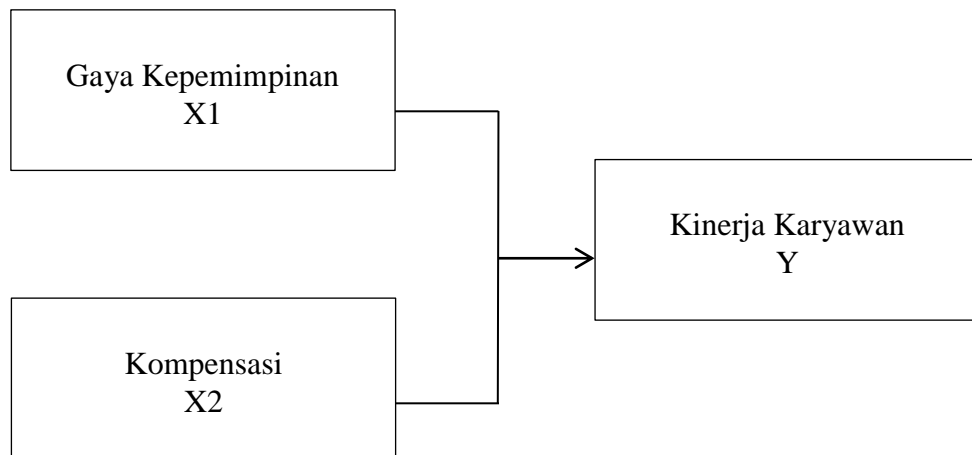 Gaya Kepemimpinan
X1
Kinerja Karyawan
Y
Kompensasi
X2